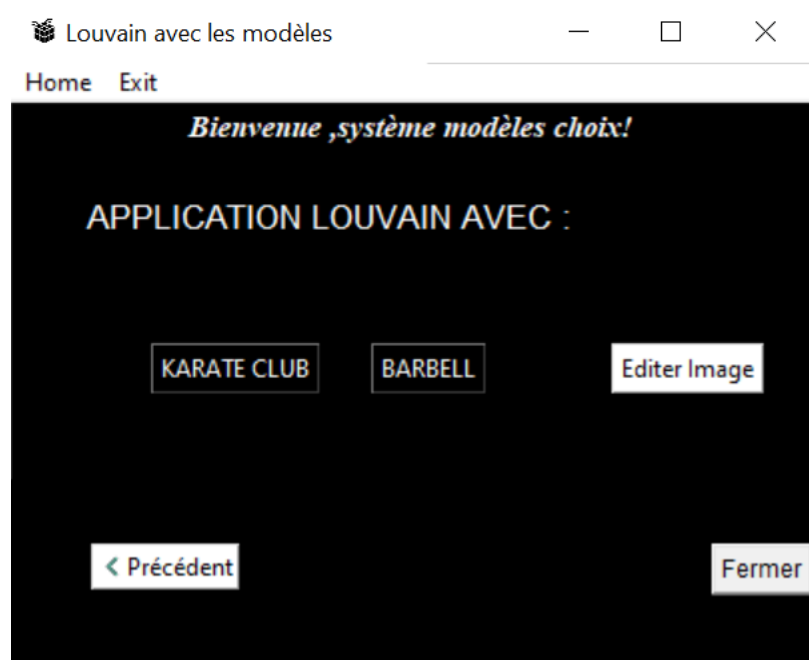 Louvain avec les modèles
Home Exit
Bienvenue ,système modèles choix!
APPLICATION LOUVAIN AVEC :
KARATE CLUB BARBELL Editer Image
Précédent Fermer